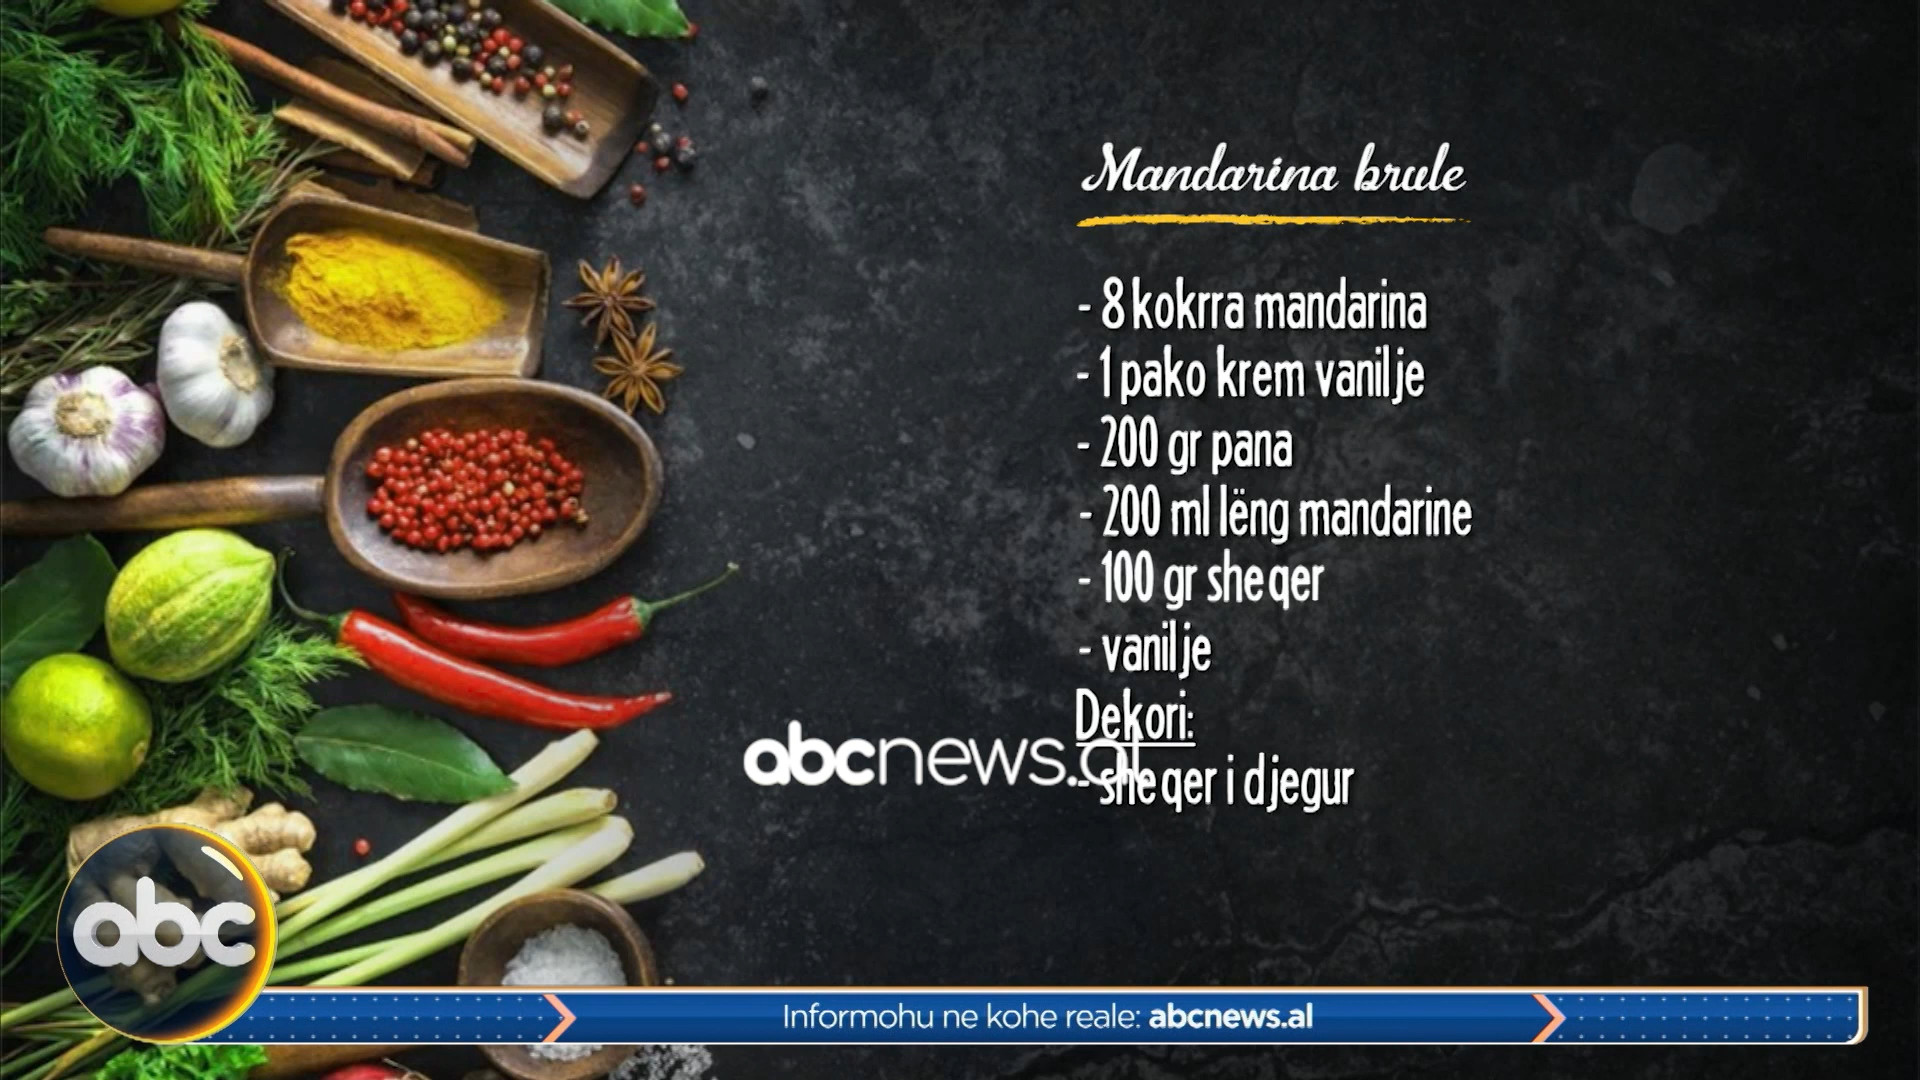 Mandarina brule
- 8 kokrra mandarina
- 1 pako krem vanilje
- 200 gr pana
- 200 ml lëng mandarine
- 100 gr sheqer
- vanilje
Dekori:
- sheqer i djegur
abcnews.al
abc
Informohu ne kohe reale: abcnews.al